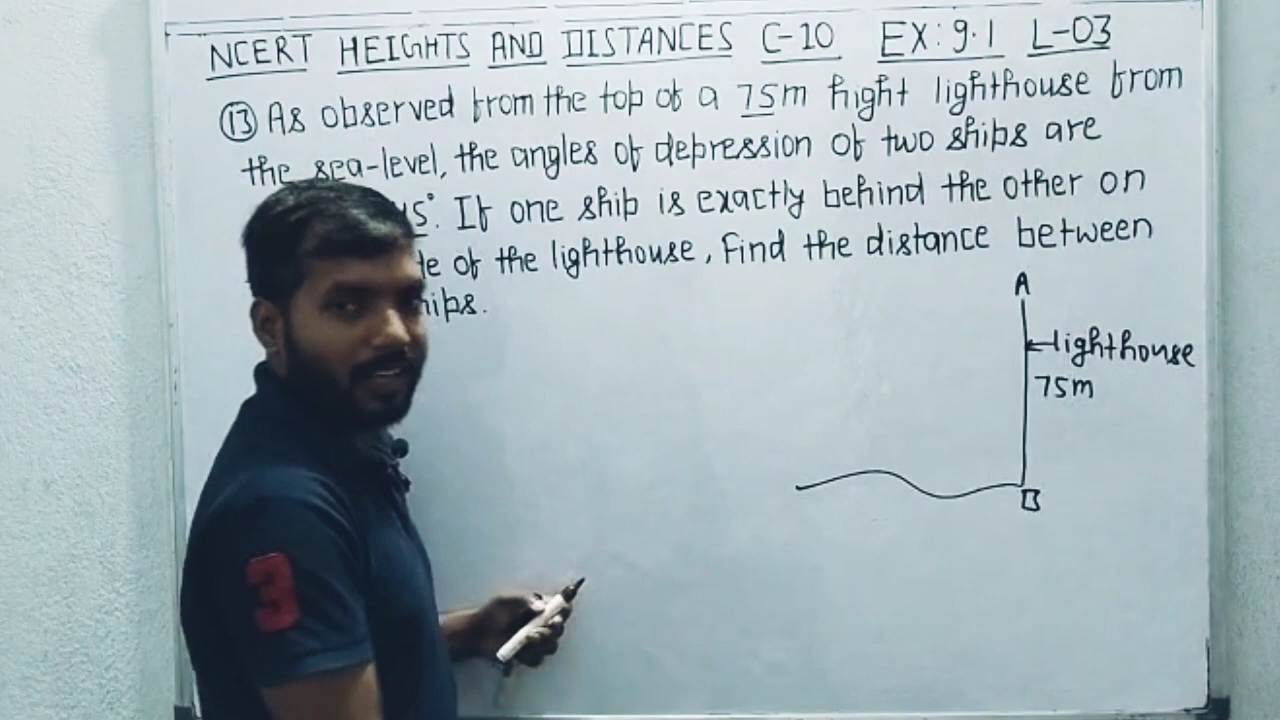 NCERT HEIGHTS AND DISTANCES C-10 EX: 9.1 L-03
(13) As observed from the top of a 75m hight lighthouse from
the sea-level, the angles of depression of two ships are
45°. If one ship is exactly behind the other on
of the lighthouse, find the distance between
ships.
A
lighthouse
75m
B
3